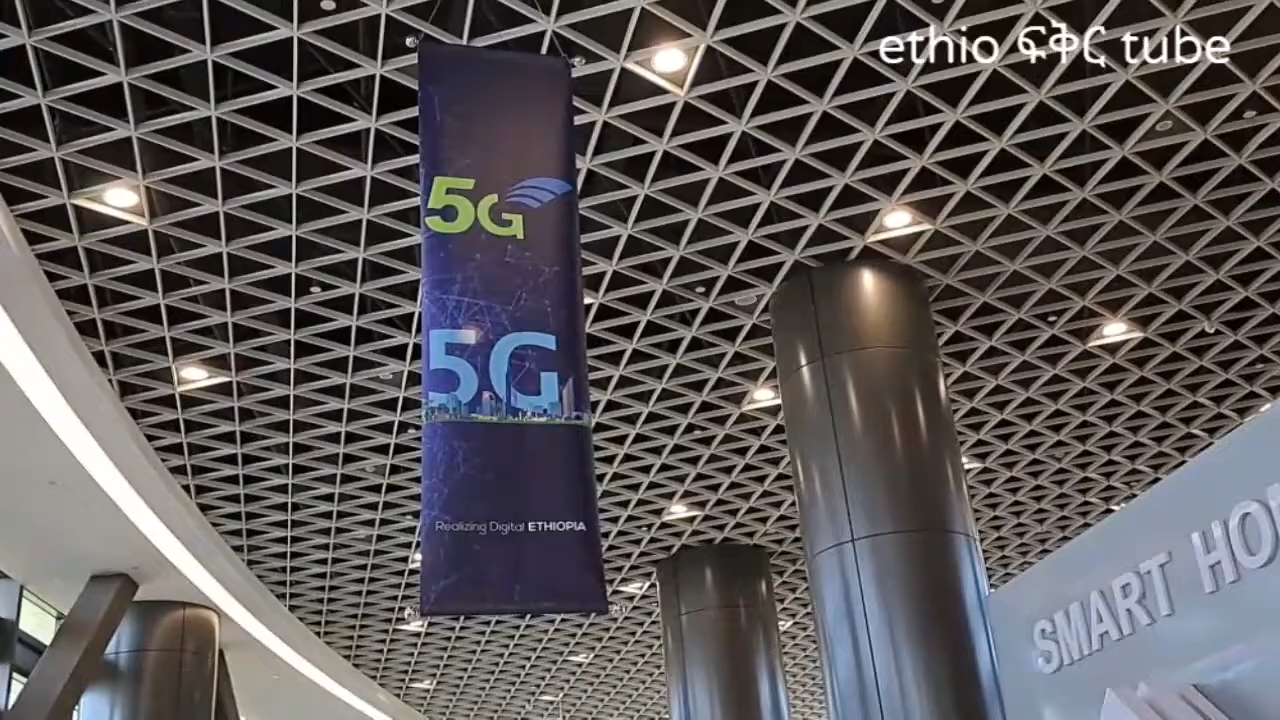 ethio ፍቅር tube
5G
5G
Realizing Digital ETHIOPIA
SMART HO